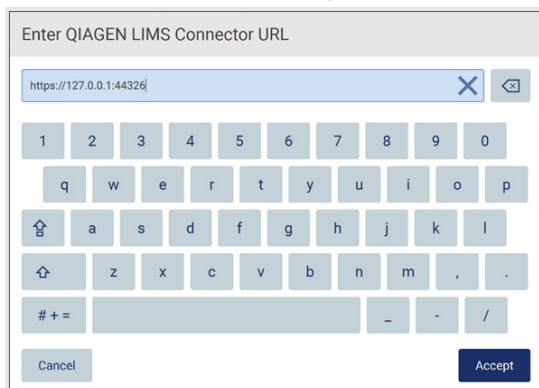 Enter QIAGEN LIMS Connector URL
https://127.0.0.1:44326
1 2 3 4 5 6 7 8 9 0
q w e r t y u i o p
a s d f g h j k l
z x c v b n m , .
# + = _ - /
Cancel Accept